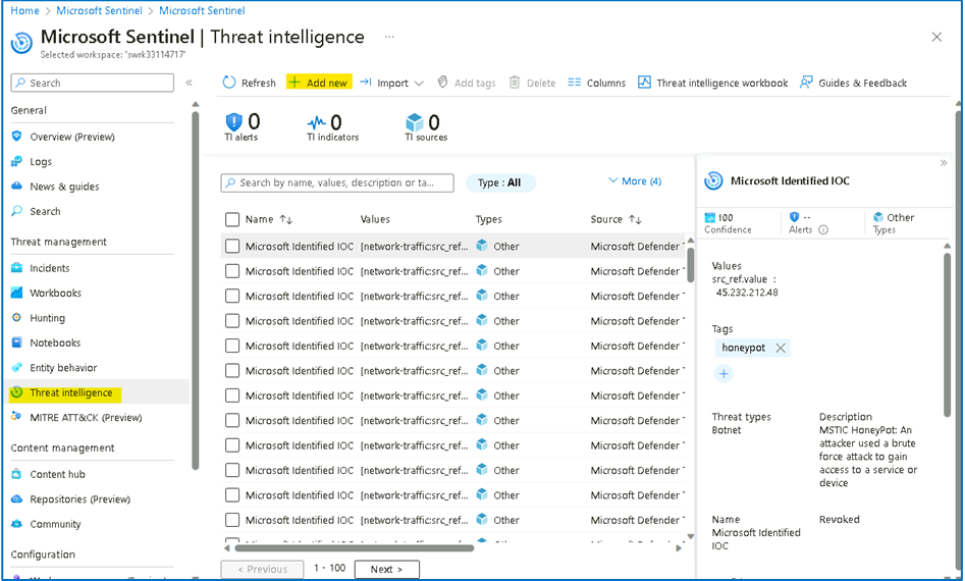 Home > Microsoft Sentinel > Microsoft Sentinel
Microsoft Sentinel | Threat intelligence ...
Selected workspace: 'swrk33114717'
Search
«
General
Overview (Preview)
Logs
News & guides
Search
Threat management
Incidents
Workbooks
Hunting
Notebooks
Entity behavior
Threat intelligence
MITRE ATT&CK (Preview)
Content management
Content hub
Repositories (Preview)
Community
Configuration
Refresh + Add new Import Add tags Delete Columns Threat intelligence workbook Guides & Feedback
0 0 0
TI alerts TI indicators TI sources
Search by name, values, description or ta... Type : All More (4)
Name ↑↓ Values Types Source ↑↓
Microsoft Identified IOC [network-traffic:src_ref... Other Microsoft Defender
Microsoft Identified IOC [network-traffic:src_ref... Other Microsoft Defender
Microsoft Identified IOC [network-traffic:src_ref... Other Microsoft Defender
Microsoft Identified IOC [network-traffic:src_ref... Other Microsoft Defender
Microsoft Identified IOC [network-traffic:src_ref... Other Microsoft Defender
Microsoft Identified IOC [network-traffic:src_ref... Other Microsoft Defender
Microsoft Identified IOC [network-traffic:src_ref... Other Microsoft Defender
Microsoft Identified IOC [network-traffic:src_ref... Other Microsoft Defender
Microsoft Identified IOC [network-traffic:src_ref... Other Microsoft Defender
Microsoft Identified IOC [network-traffic:src_ref... Other Microsoft Defender
Microsoft Identified IOC [network-traffic:src_ref... Other Microsoft Defender
Microsoft Identified IOC [network-traffic:src_ref... Other Microsoft Defender
< Previous 1 - 100 Next >
»
Microsoft Identified IOC
100 -- Other
Confidence Alerts Types
Values
src_ref.value :
45.232.212.48
Tags
honeypot
+
Threat types Description
Botnet MSTIC HoneyPot: An
attacker used a brute
force attack to gain
access to a service or
device
Name Revoked
Microsoft Identified
IOC